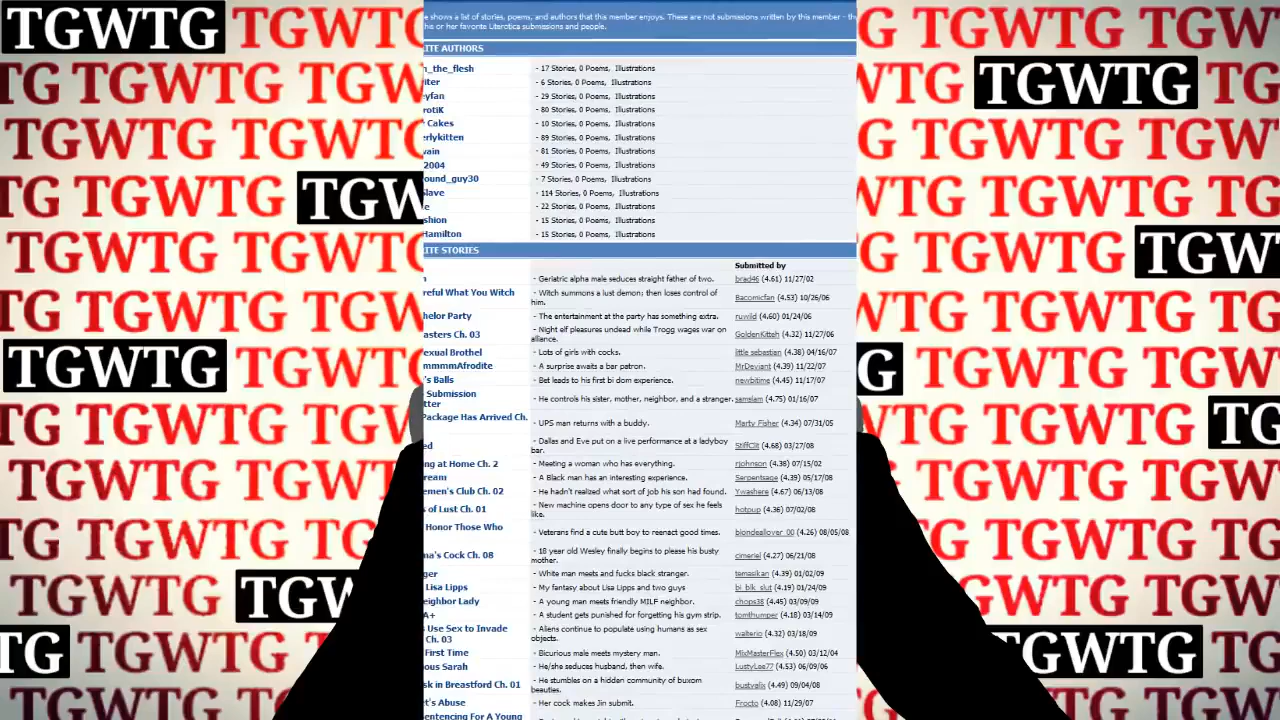 TGWTG TGWTG TGWTG TGWTG
e shows a list of stories, poems, and authors that this member enjoys. These are not submissions written by this member - the
his or her favorite Literotica submissions and people.
ITE AUTHORS
n_the_flesh - 17 Stories, 0 Poems, Illustrations
iter - 6 Stories, 0 Poems, Illustrations
eyfan - 29 Stories, 0 Poems, Illustrations
rotiK - 80 Stories, 0 Poems, Illustrations
Cakes - 10 Stories, 0 Poems, Illustrations
erlykitten - 89 Stories, 0 Poems, Illustrations
wain - 81 Stories, 0 Poems, Illustrations
2004 - 49 Stories, 0 Poems, Illustrations
ound_guy30 - 7 Stories, 0 Poems, Illustrations
Slave - 114 Stories, 0 Poems, Illustrations
e - 22 Stories, 0 Poems, Illustrations
shion - 15 Stories, 0 Poems, Illustrations
Hamilton - 15 Stories, 0 Poems, Illustrations
ITE STORIES
Submitted by
- Geriatric alpha male seduces straight father of two. brad46 (4.61) 11/27/02
reful What You Witch - Witch summons a lust demon; then loses control of
him. Bacomicfan (4.53) 10/26/06
helor Party - The entertainment at the party has something extra. ruwild (4.60) 01/24/06
asters Ch. 03 - Night elf pleasures undead while Trogg wages war on
alliance. GoldenKitteh (4.32) 11/27/06
exual Brothel - Lots of girls with cocks. little sebastian (4.38) 04/16/07
mmmmAfrodite - A surprise awaits a bar patron. MrDeviant (4.39) 11/22/07
's Balls - Bet leads to his first bi dom experience. newbitime (4.45) 11/17/07
Submission
tter - He controls his sister, mother, neighbor, and a stranger. samslam (4.75) 01/16/07
Package Has Arrived Ch. - UPS man returns with a buddy. Marty Fisher (4.34) 07/31/05
ed - Dallas and Eve put on a live performance at a ladyboy
bar. StiffClit (4.68) 03/27/08
ng at Home Ch. 2 - Meeting a woman who has everything. rjohnson (4.38) 07/15/02
ream - A Black man has an interesting experience. Serpentsage (4.39) 05/17/08
emen's Club Ch. 02 - He hadn't realized what sort of job his son had found. Ywashere (4.67) 06/13/08
s of Lust Ch. 01 - New machine opens door to any type of sex he feels
like. hotpup (4.36) 07/02/08
Honor Those Who - Veterans find a cute butt boy to reenact good times. blondeallover_00 (4.26) 08/05/08
ma's Cock Ch. 08 - 18 year old Wesley finally begins to please his busty
mother. cimeriel (4.27) 06/21/08
ger - White man meets and fucks black stranger. temasikan (4.39) 01/02/09
Lisa Lipps - My fantasy about Lisa Lipps and two guys bi_blk_slut (4.19) 01/24/09
eighbor Lady - A young man meets friendly MILF neighbor. chops38 (4.45) 03/09/09
A+ - A student gets punished for forgetting his gym strip. tomthumper (4.18) 03/14/09
Use Sex to Invade
Ch. 03 - Aliens continue to populate using humans as sex
objects. walterio (4.32) 03/18/09
First Time - Bicurious male meets mystery man. MixMasterFlex (4.50) 03/12/04
ous Sarah - He/she seduces husband, then wife. LustyLee77 (4.53) 06/09/06
sk in Breastford Ch. 01 - He stumbles on a hidden community of buxom
beauties. bustyalix (4.49) 09/04/08
et's Abuse - Her cock makes Jin submit. Frocto (4.08) 11/29/07
entencing For A Young